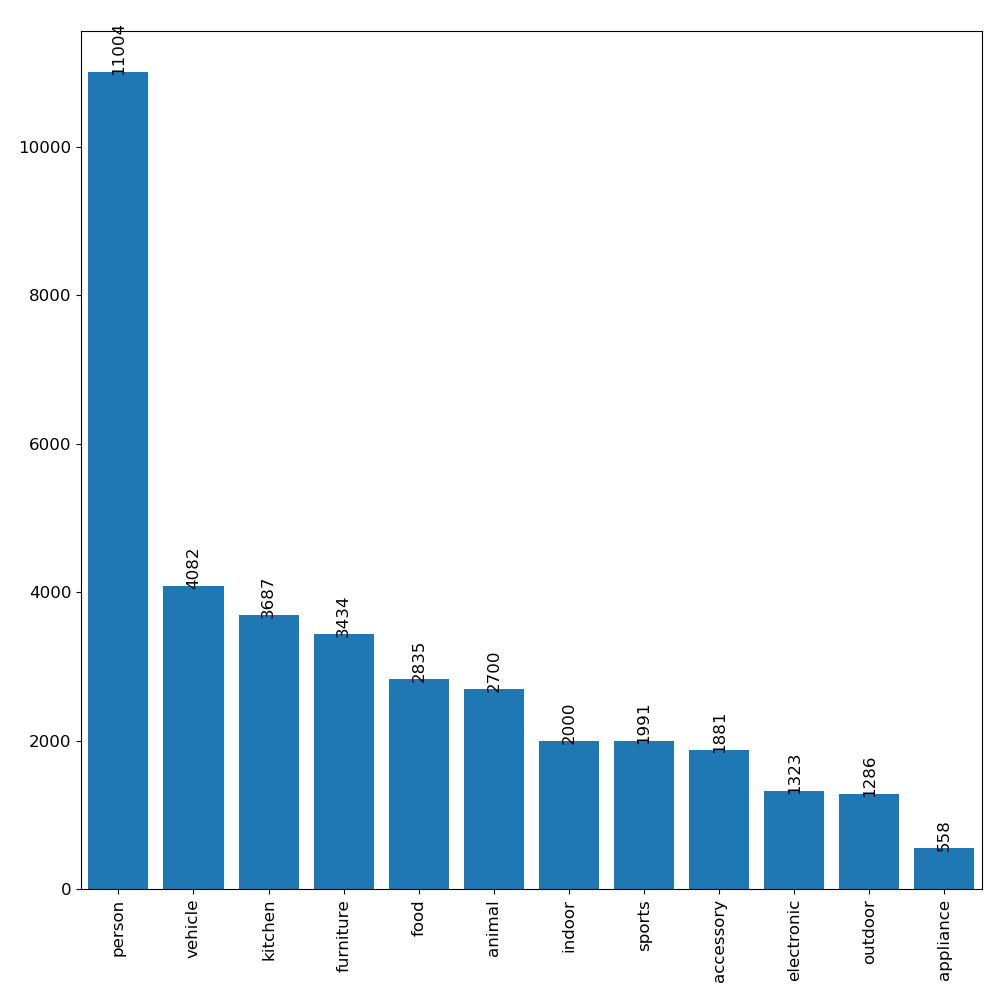 11004
10000
8000
6000
4082
4000
3687
3434
2835
2700
2000
2000
1991
1881
1323
1286
558
0
person
vehicle
kitchen
furniture
food
animal
indoor
sports
accessory
electronic
outdoor
appliance